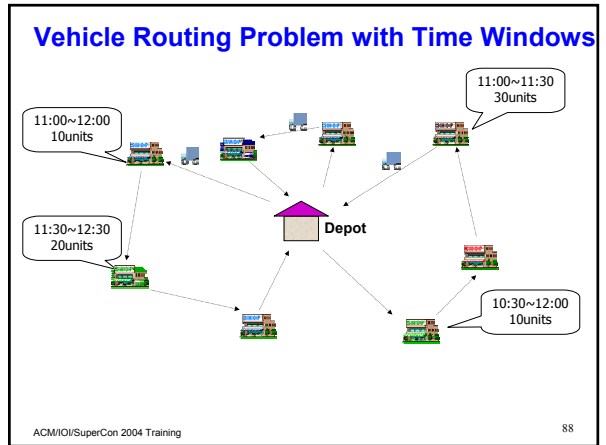 Vehicle Routing Problem with Time Windows
11:00~12:00
10units
11:00~11:30
30units
11:30~12:30
20units
Depot
10:30~12:00
10units
ACM/IOI/SuperCon 2004 Training
88